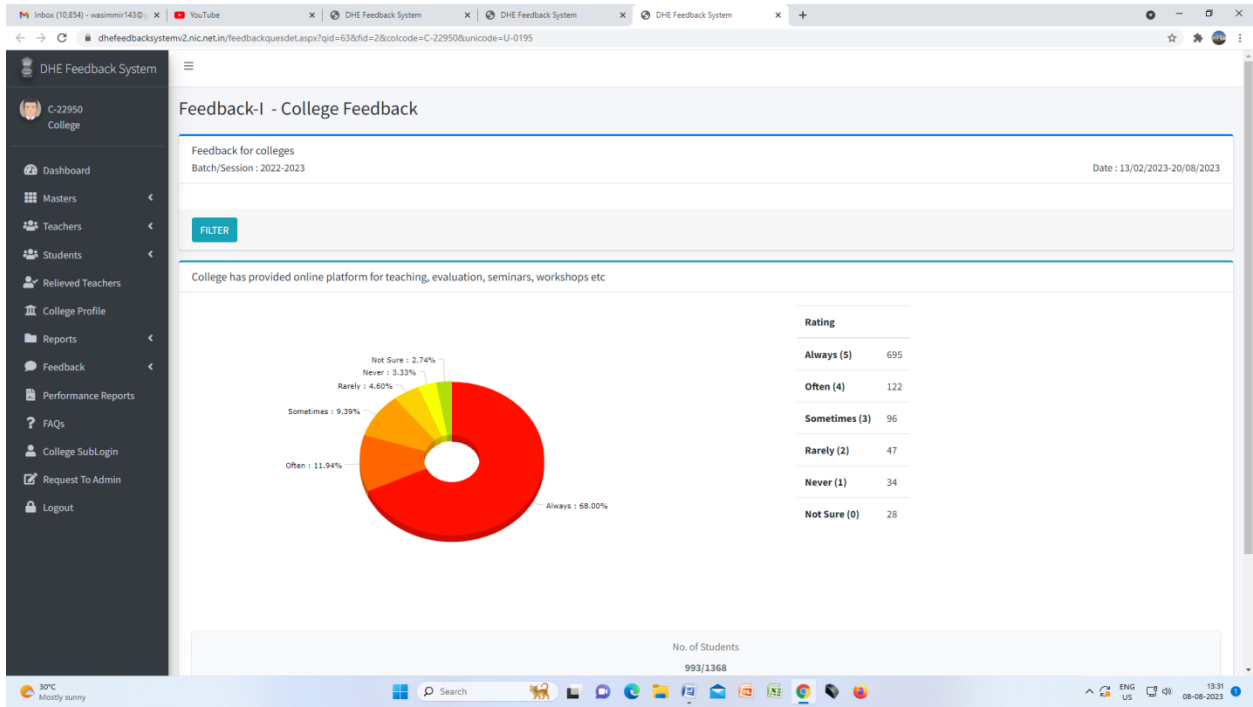 Inbox (10,854) - wasimmir143@g
YouTube
DHE Feedback System
DHE Feedback System
DHE Feedback System
dhefeedbacksystemv2.nic.net.in/feedbackquesdet.aspx?qid=63&fid=2&colcode=C-22950&unicode=U-0195
DHE Feedback System
C-22950
College
Dashboard
Masters
Teachers
Students
Relieved Teachers
College Profile
Reports
Feedback
Performance Reports
FAQs
College SubLogin
Request To Admin
Logout
Feedback-I - College Feedback
Feedback for colleges
Batch/Session : 2022-2023
Date : 13/02/2023-20/08/2023
FILTER
College has provided online platform for teaching, evaluation, seminars, workshops etc
Not Sure : 2.74%
Never : 3.33%
Rarely : 4.60%
Sometimes : 9.39%
Often : 11.94%
Always : 68.00%
Rating
Always (5) 695
Often (4) 122
Sometimes (3) 96
Rarely (2) 47
Never (1) 34
Not Sure (0) 28
No. of Students
993/1368
30°C
Mostly sunny
Search
ENG
US
13:31
08-08-2023
1